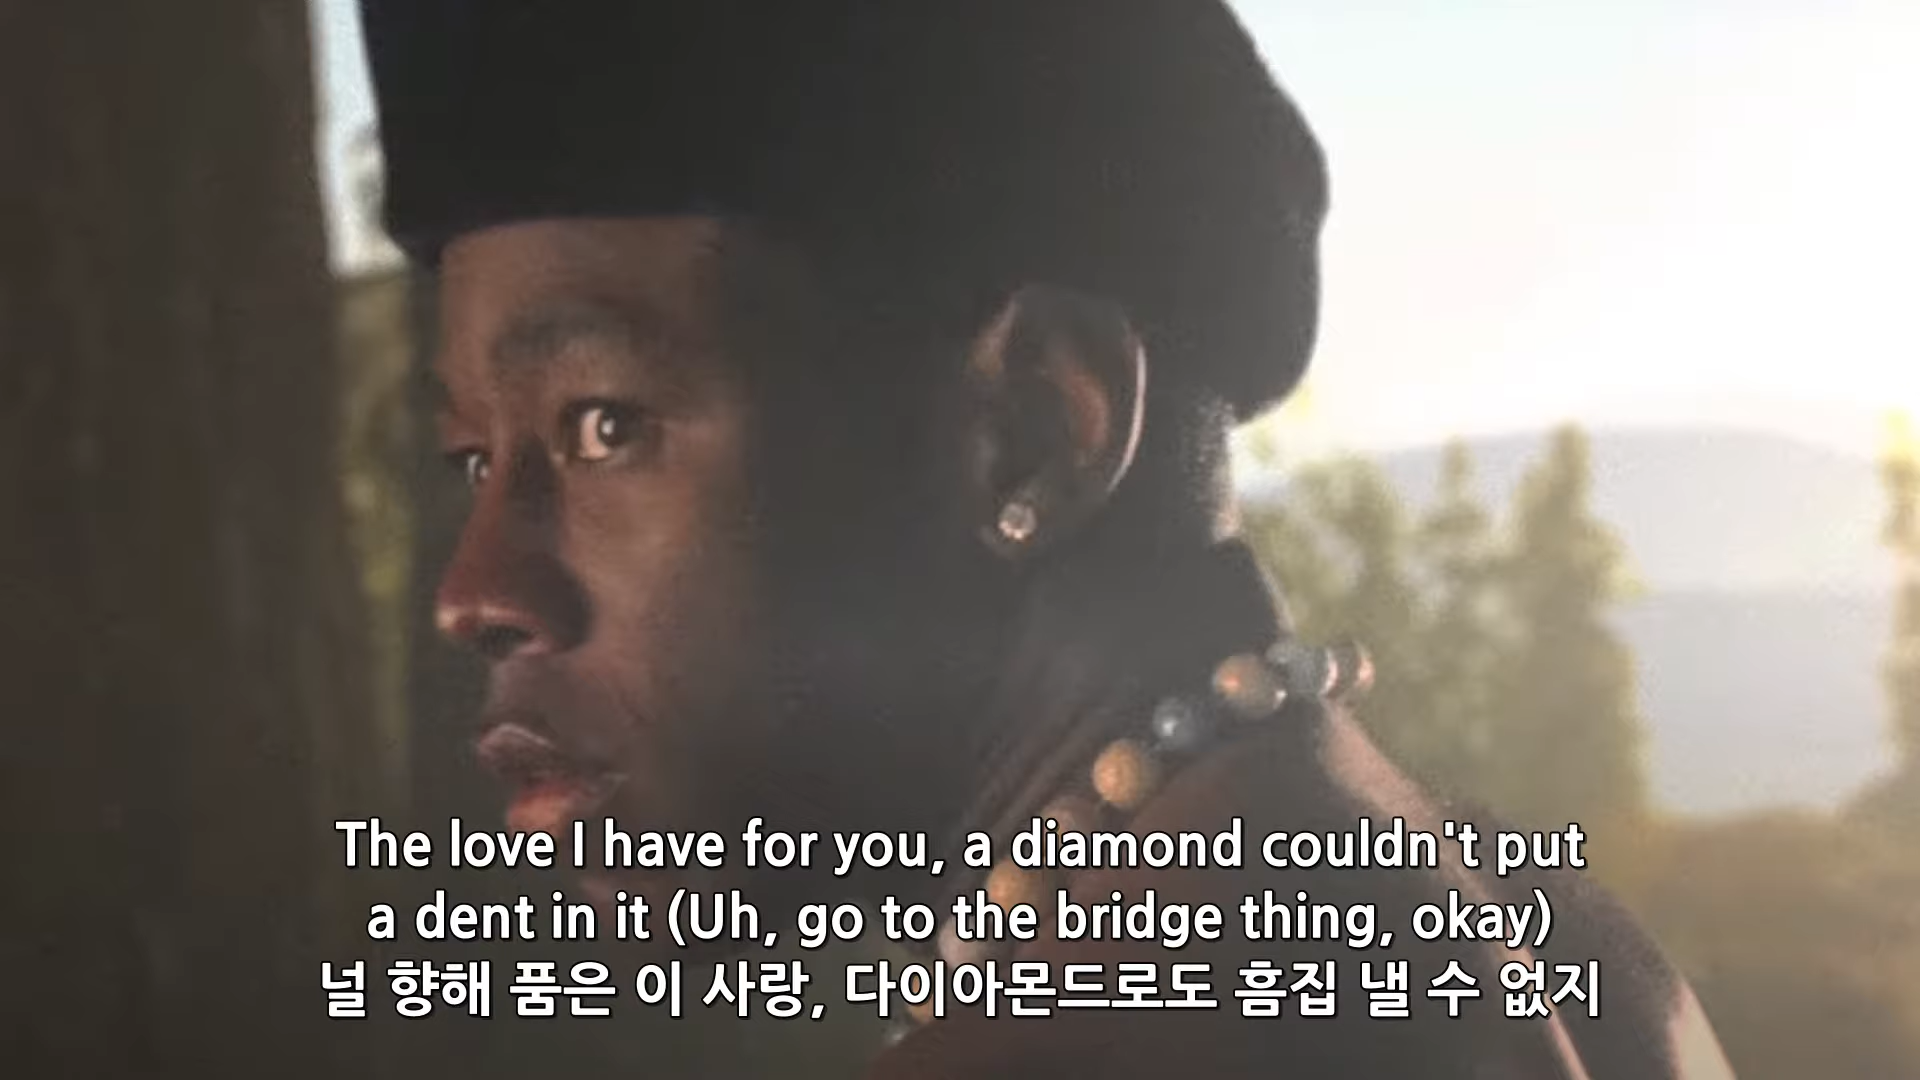 The love I have for you, a diamond couldn't put
a dent in it (Uh, go to the bridge thing, okay)
널 향해 품은 이 사랑, 다이아몬드로도 흠집 낼 수 없지